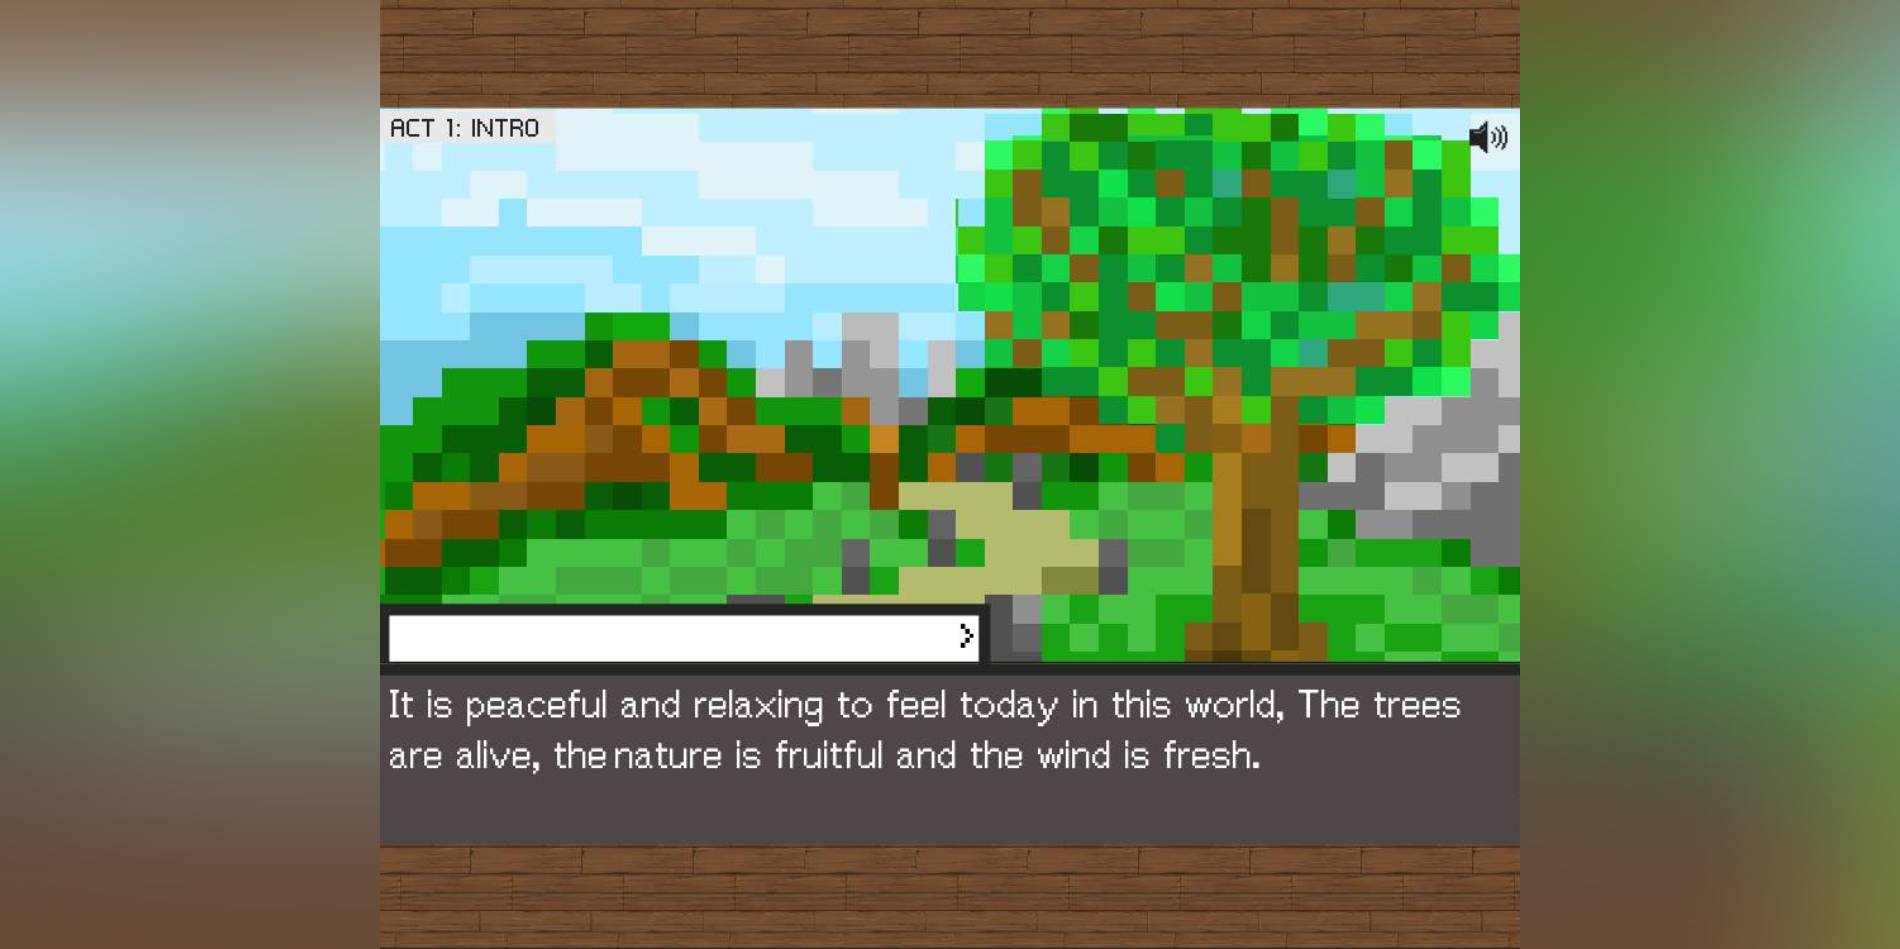 ACT 1: INTRO
>
It is peaceful and relaxing to feel today in this world, The trees
are alive, the nature is fruitful and the wind is fresh.